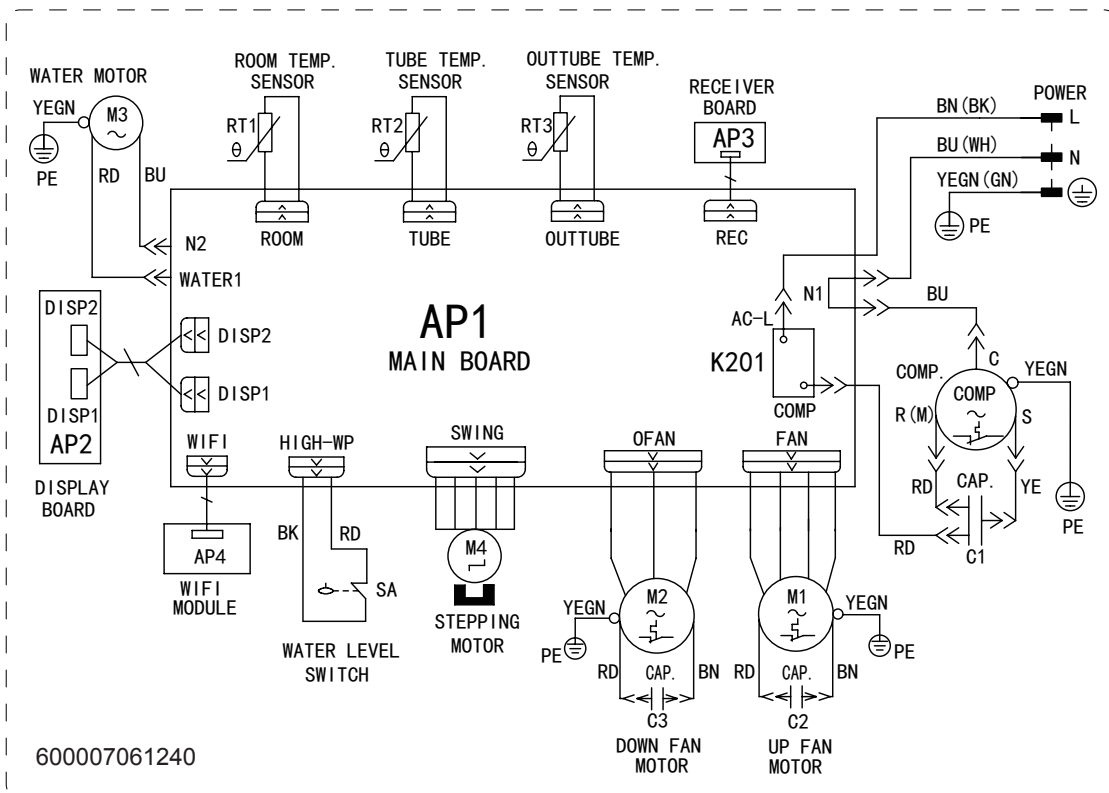 ROOM TEMP.
SENSOR
TUBE TEMP.
SENSOR
OUTTUBE TEMP.
SENSOR
RECEIVER
BOARD
AP3
POWER
BN(BK)
L
BU(WH)
N
YEGN(GN)
PE
WATER MOTOR
YEGN
M3
PE
RD
BU
RT1
θ
RT2
θ
RT3
θ
ROOM
TUBE
OUTTUBE
REC
N2
WATER1
DISP2
DISP1
AP2
DISPLAY
BOARD
DISP2
DISP1
AP1
MAIN BOARD
AC-L
K201
COMP
N1
BU
C
COMP.
COMP
YEGN
R(M)
S
RD
CAP.
YE
C1
RD
PE
WIFI
AP4
WIFI
MODULE
HIGH-WP
BK
RD
SA
WATER LEVEL
SWITCH
SWING
M4
STEPPING
MOTOR
OFAN
M2
YEGN
PE
RD
CAP.
BN
C3
DOWN FAN
MOTOR
FAN
M1
YEGN
PE
RD
CAP.
BN
C2
UP FAN
MOTOR
600007061240